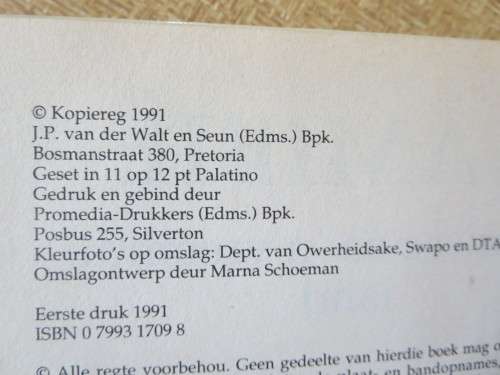 © Kopiereg 1991
J.P. van der Walt en Seun (Edms.) Bpk.
Bosmanstraat 380, Pretoria
Geset in 11 op 12 pt Palatino
Gedruk en gebind deur
Promedia-Drukkers (Edms.) Bpk.
Posbus 255, Silverton
Kleurfoto's op omslag: Dept. van Owerheidsake, Swapo en DTA
Omslagontwerp deur Marna Schoeman
Eerste druk 1991
ISBN 0 7993 1709 8
© Alle regte voorbehou. Geen gedeelte van hierdie boek mag
plaat- en bandopnames,